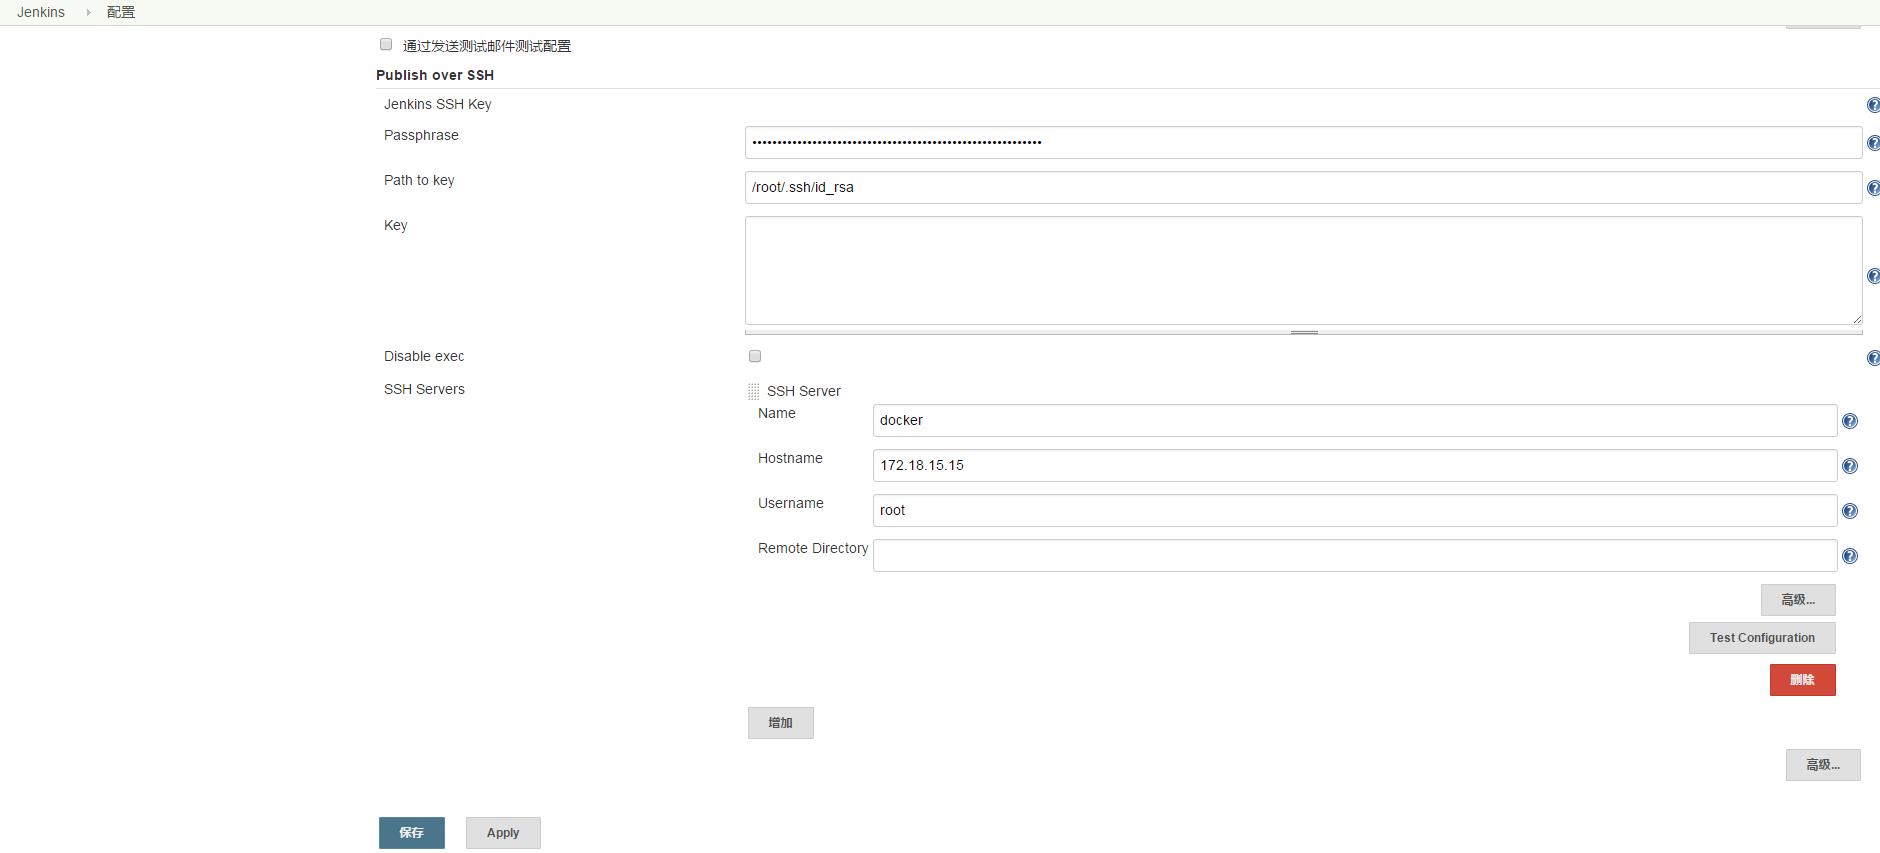 Jenkins 配置
通过发送测试邮件测试配置
Publish over SSH
Jenkins SSH Key
Passphrase ••••••••••••••••••••••••••••••••••••••••••••••••••••••••••
Path to key /root/.ssh/id_rsa
Key
Disable exec
SSH Servers SSH Server
Name docker
Hostname 172.18.15.15
Username root
Remote Directory
高级...
Test Configuration
删除
增加
高级...
保存 Apply